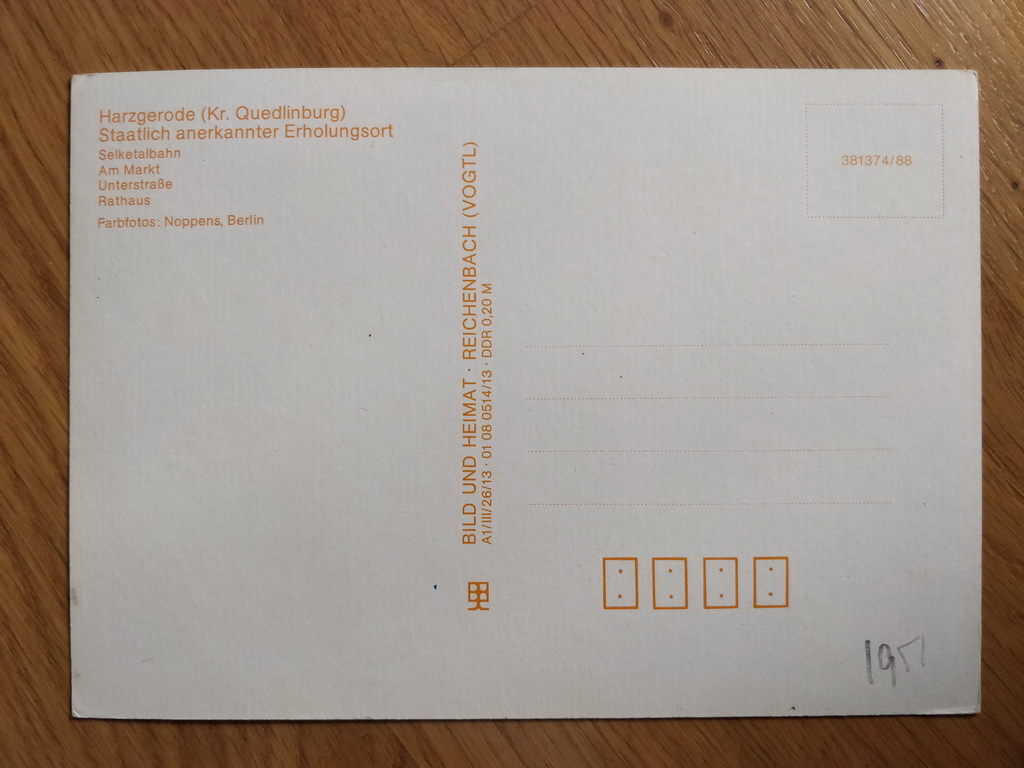 Harzgerode (Kr. Quedlinburg)
Staatlich anerkannter Erholungsort
Selketalbahn
Am Markt
Unterstraße
Rathaus
Farbfotos: Noppens, Berlin
BILD UND HEIMAT · REICHENBACH (VOGTL)
A1/III/26/13 · 01 08 0514/13 · DDR 0,20 M
381374/88